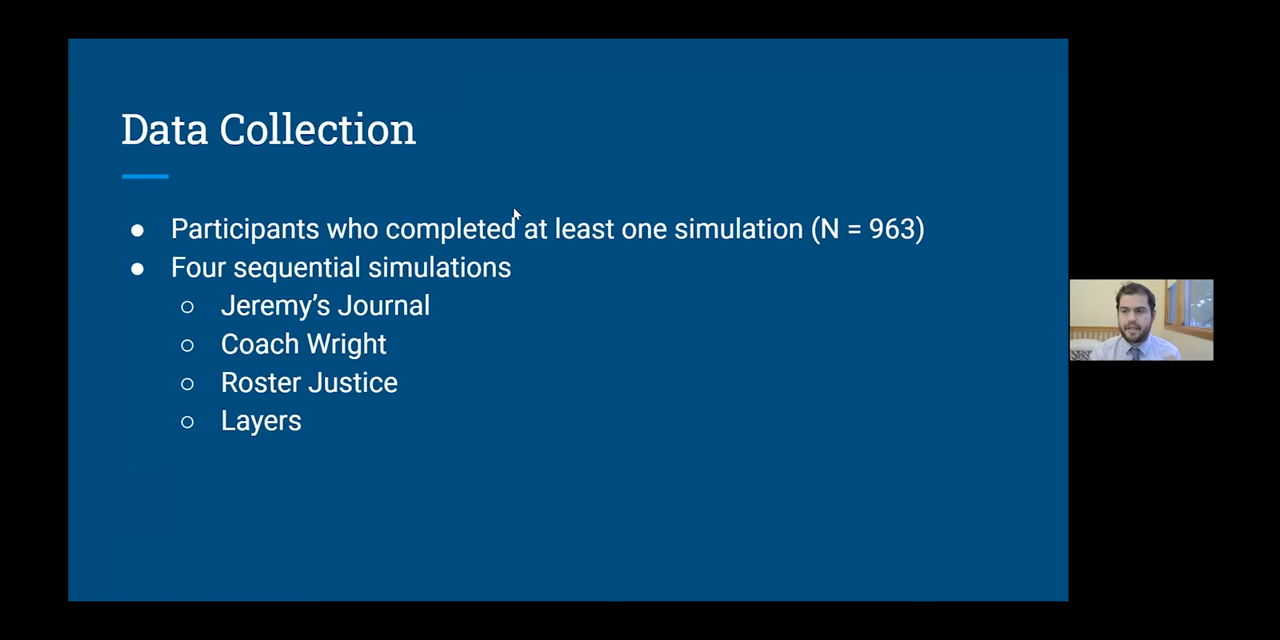 Data Collection
● Participants who completed at least one simulation (N = 963)
● Four sequential simulations
○ Jeremy’s Journal
○ Coach Wright
○ Roster Justice
○ Layers